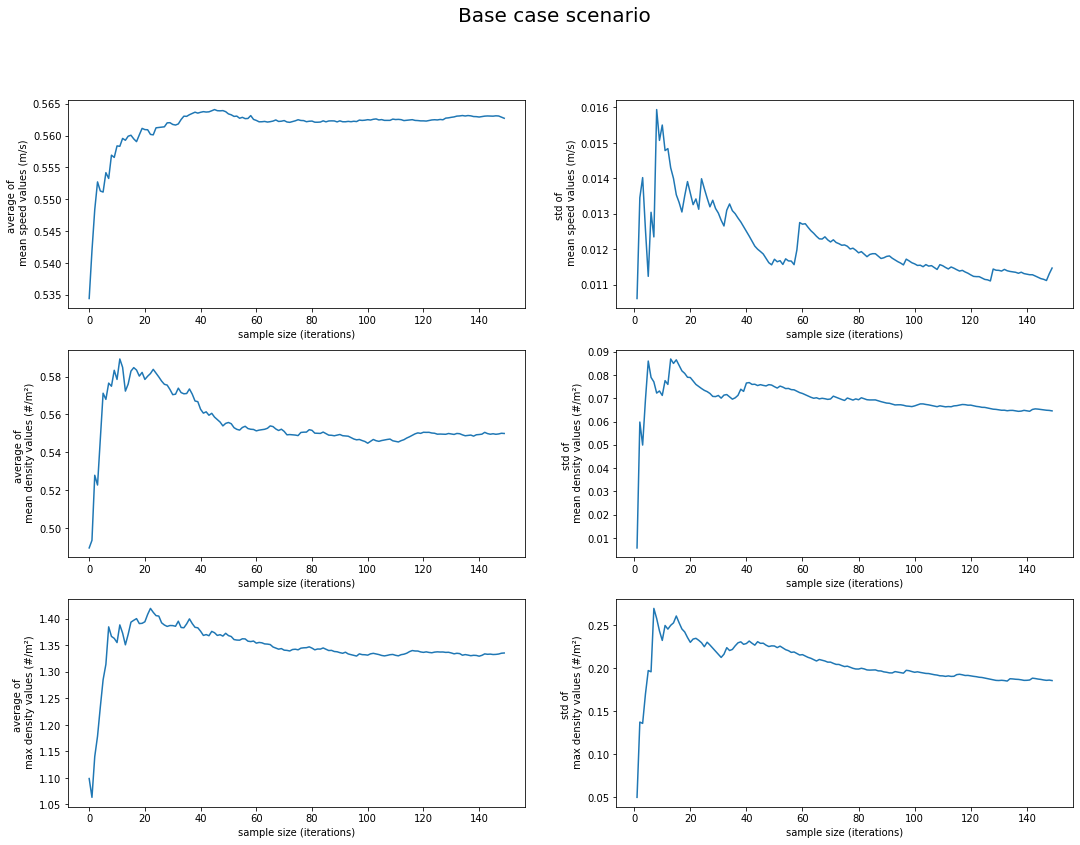 Base case scenario
average of
mean speed values (m/s)
0.565
0.560
0.555
0.550
0.545
0.540
0.535
0 20 40 60 80 100 120 140
sample size (iterations)
std of
mean speed values (m/s)
0.016
0.015
0.014
0.013
0.012
0.011
0 20 40 60 80 100 120 140
sample size (iterations)
average of
mean density values (#/m²)
0.58
0.56
0.54
0.52
0.50
0 20 40 60 80 100 120 140
sample size (iterations)
std of
mean density values (#/m²)
0.09
0.08
0.07
0.06
0.05
0.04
0.03
0.02
0.01
0 20 40 60 80 100 120 140
sample size (iterations)
average of
max density values (#/m²)
1.40
1.35
1.30
1.25
1.20
1.15
1.10
1.05
0 20 40 60 80 100 120 140
sample size (iterations)
std of
max density values (#/m²)
0.25
0.20
0.15
0.10
0.05
0 20 40 60 80 100 120 140
sample size (iterations)